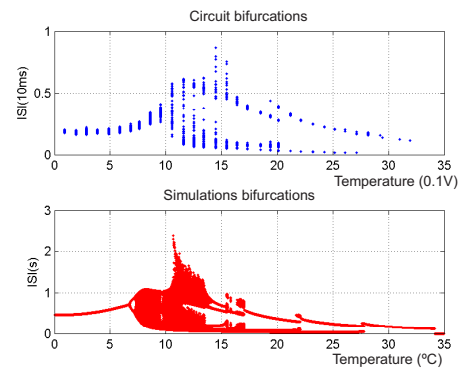 Circuit bifurcations
1
0.5
0
ISI(10ms)
0 5 10 15 20 25 30 35
Temperature (0.1V)
Simulations bifurcations
3
2
1
0
ISI(s)
0 5 10 15 20 25 30 35
Temperature (ºC)